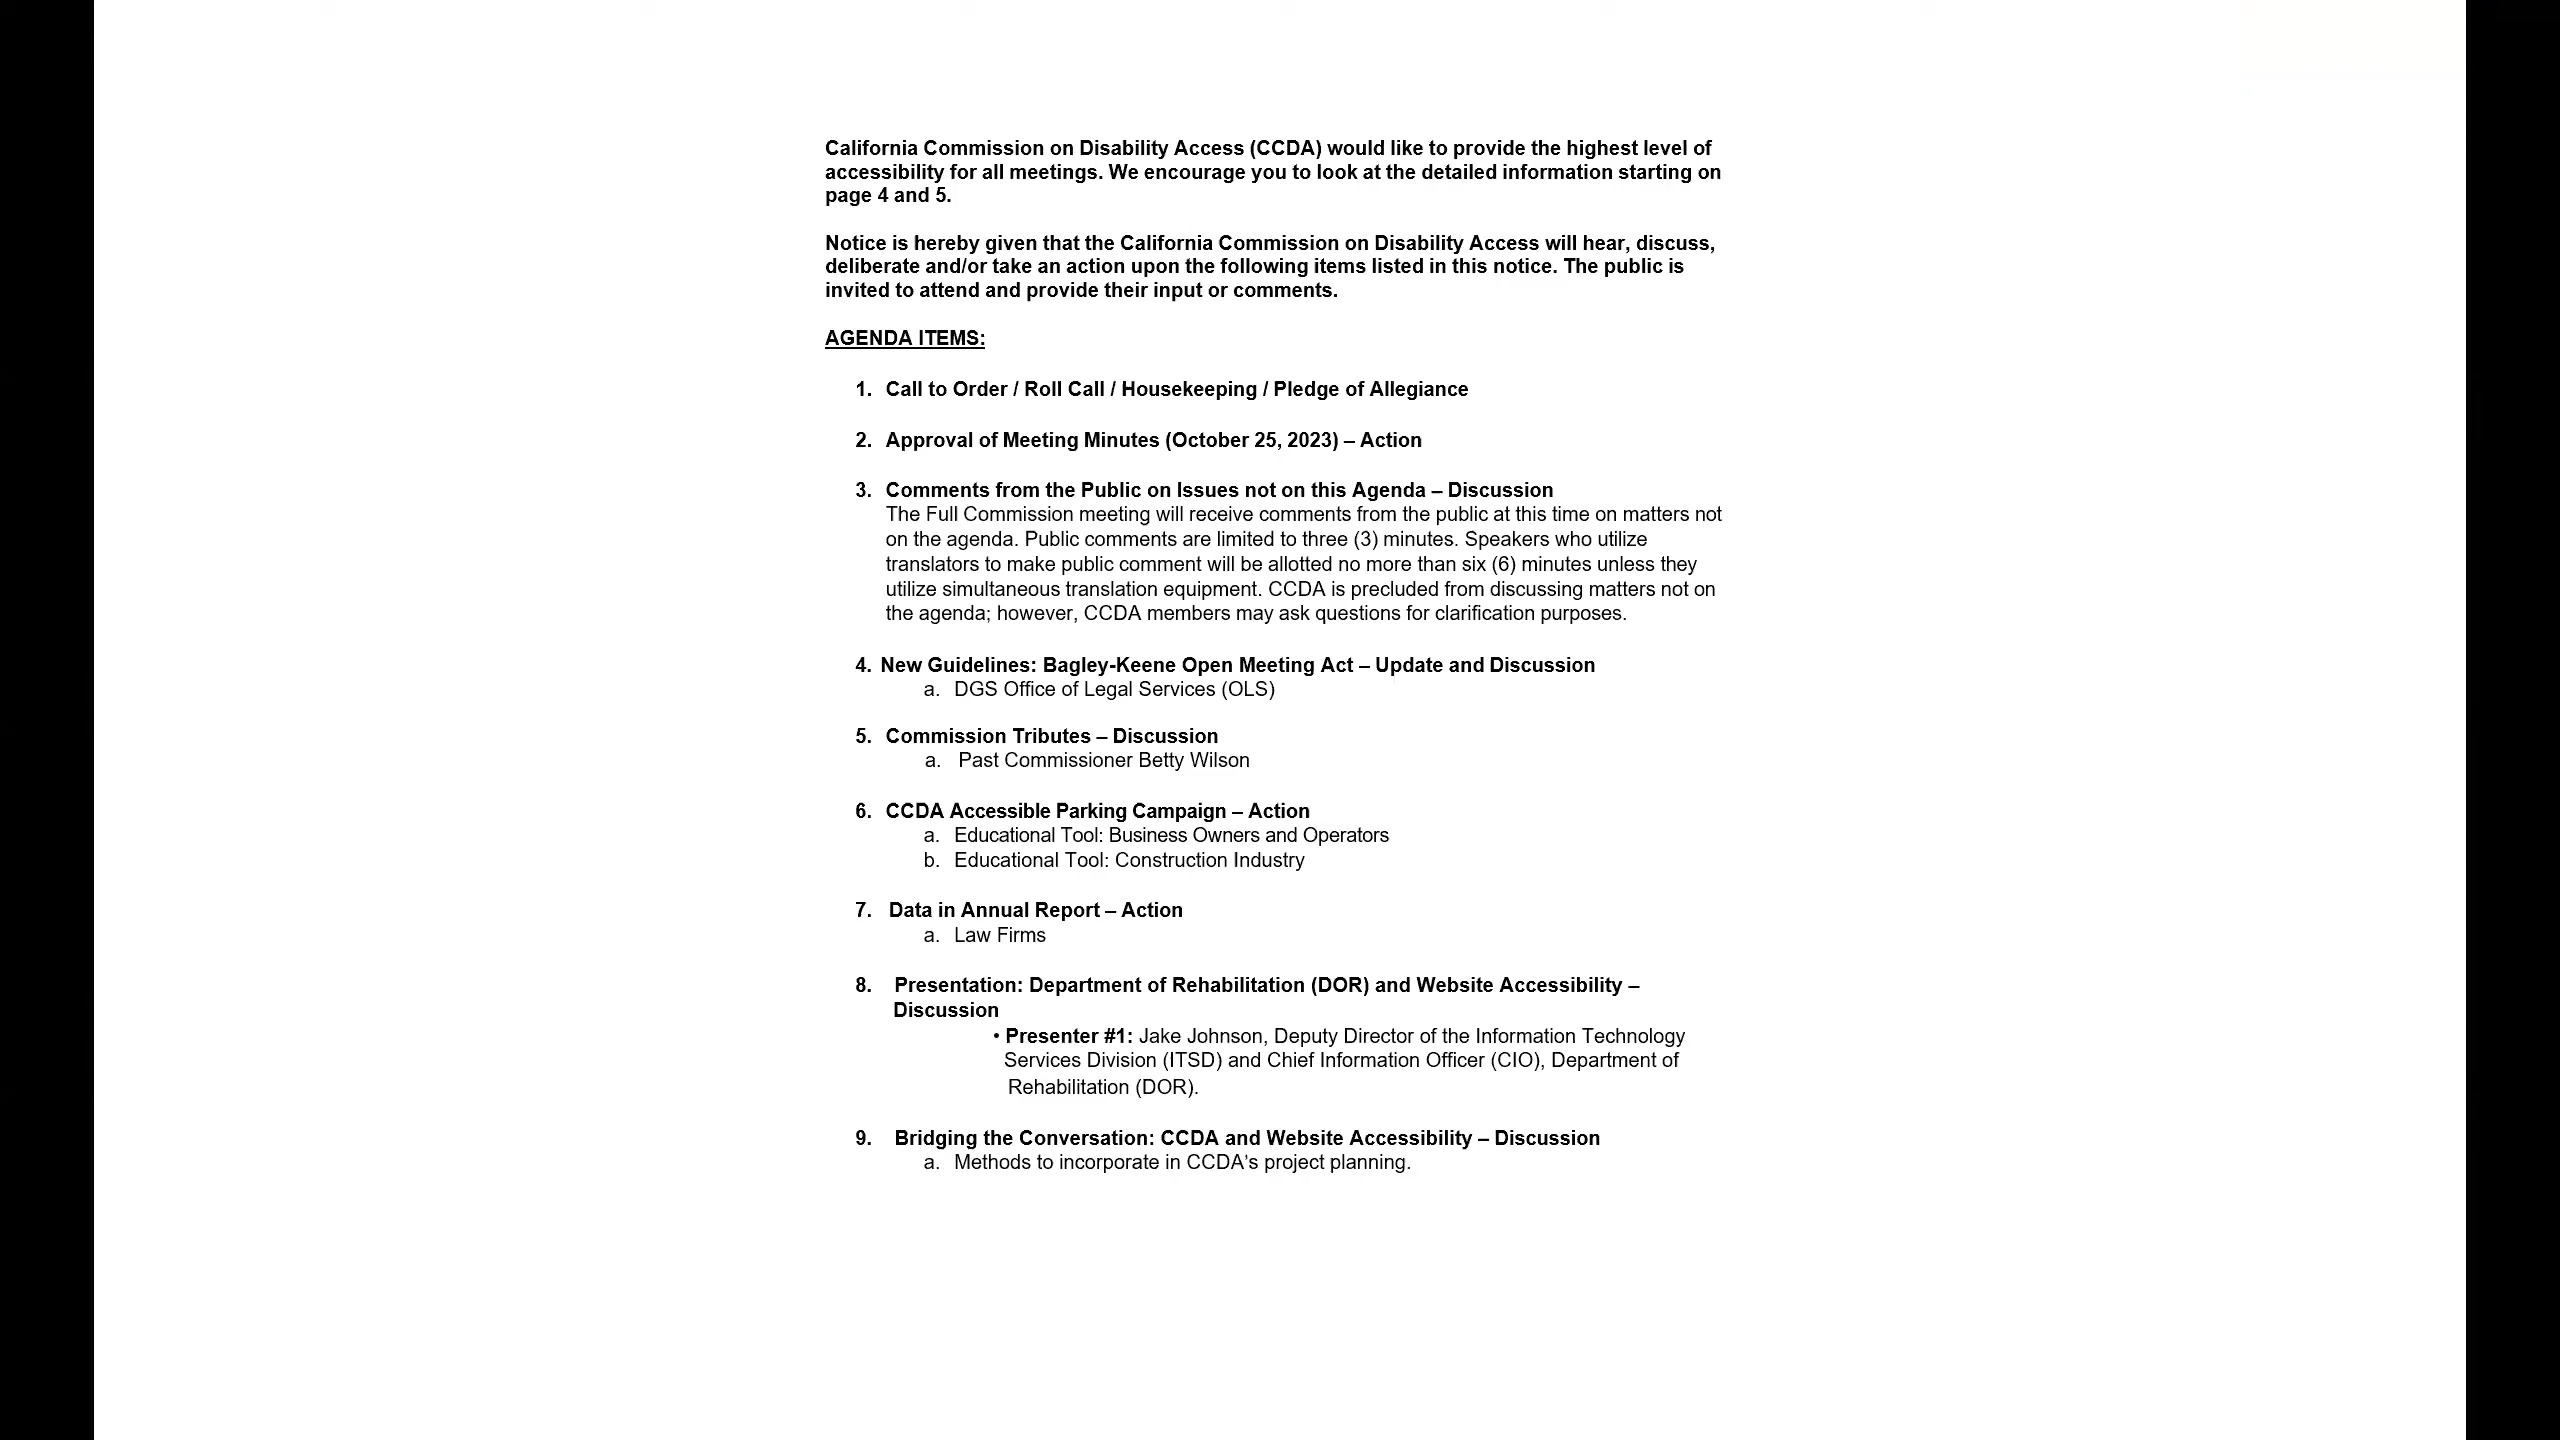 California Commission on Disability Access (CCDA) would like to provide the highest level of
accessibility for all meetings. We encourage you to look at the detailed information starting on
page 4 and 5.
Notice is hereby given that the California Commission on Disability Access will hear, discuss,
deliberate and/or take an action upon the following items listed in this notice. The public is
invited to attend and provide their input or comments.
AGENDA ITEMS:
1. Call to Order / Roll Call / Housekeeping / Pledge of Allegiance
2. Approval of Meeting Minutes (October 25, 2023) – Action
3. Comments from the Public on Issues not on this Agenda – Discussion
The Full Commission meeting will receive comments from the public at this time on matters not
on the agenda. Public comments are limited to three (3) minutes. Speakers who utilize
translators to make public comment will be allotted no more than six (6) minutes unless they
utilize simultaneous translation equipment. CCDA is precluded from discussing matters not on
the agenda; however, CCDA members may ask questions for clarification purposes.
4. New Guidelines: Bagley-Keene Open Meeting Act – Update and Discussion
a. DGS Office of Legal Services (OLS)
5. Commission Tributes – Discussion
a. Past Commissioner Betty Wilson
6. CCDA Accessible Parking Campaign – Action
a. Educational Tool: Business Owners and Operators
b. Educational Tool: Construction Industry
7. Data in Annual Report – Action
a. Law Firms
8. Presentation: Department of Rehabilitation (DOR) and Website Accessibility –
Discussion
• Presenter #1: Jake Johnson, Deputy Director of the Information Technology
Services Division (ITSD) and Chief Information Officer (CIO), Department of
Rehabilitation (DOR).
9. Bridging the Conversation: CCDA and Website Accessibility – Discussion
a. Methods to incorporate in CCDA's project planning.